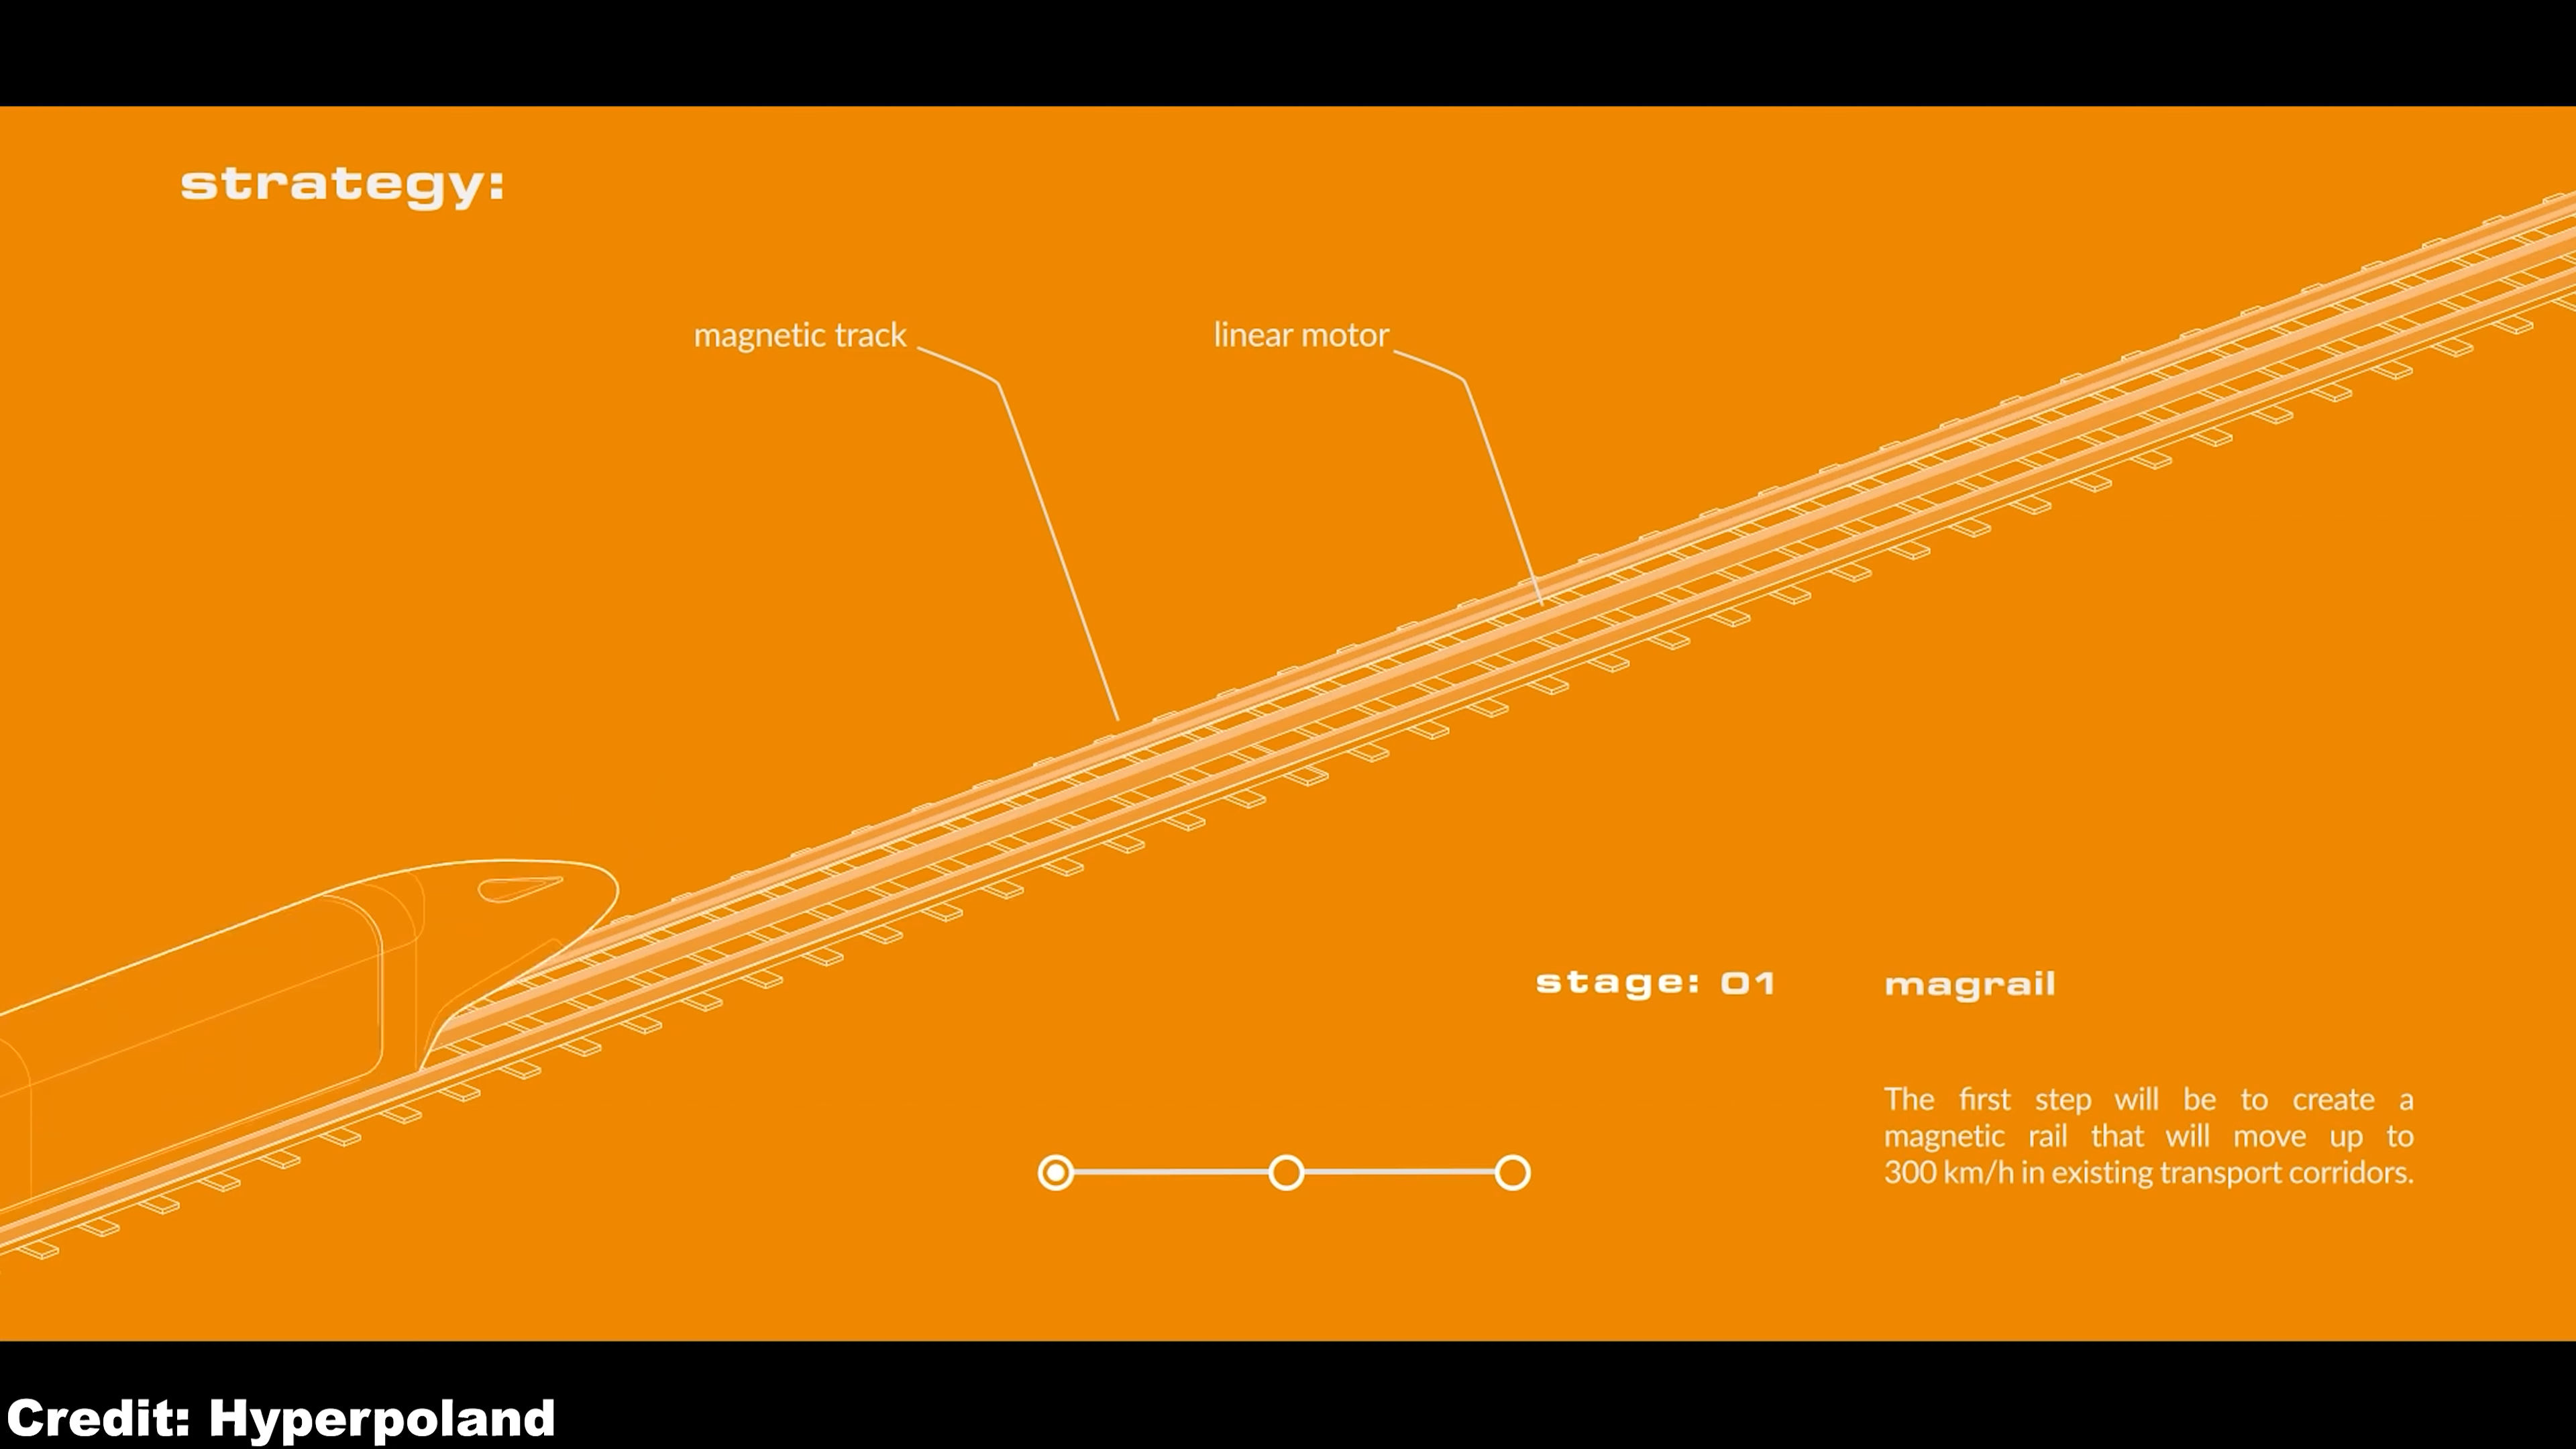 strategy:
magnetic track
linear motor
stage: 01
magrail
The first step will be to create a
magnetic rail that will move up to
300 km/h in existing transport corridors.
Credit: Hyperpoland